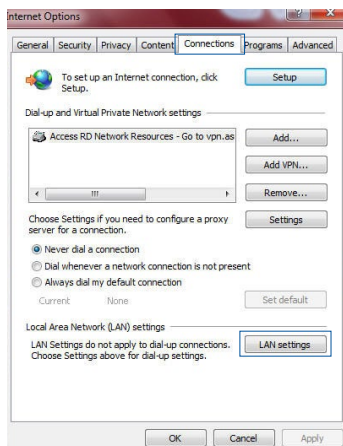 Internet Options
General Security Privacy Content Connections Programs Advanced
To set up an Internet connection, click
Setup.
Setup
Dial-up and Virtual Private Network settings
Access RD Network Resources - Go to vpn.as
Add...
Add VPN...
Remove...
Choose Settings if you need to configure a proxy
server for a connection.
Settings
Never dial a connection
Dial whenever a network connection is not present
Always dial my default connection
Current None
Set default
Local Area Network (LAN) settings
LAN Settings do not apply to dial-up connections.
Choose Settings above for dial-up settings.
LAN settings
OK Cancel Apply